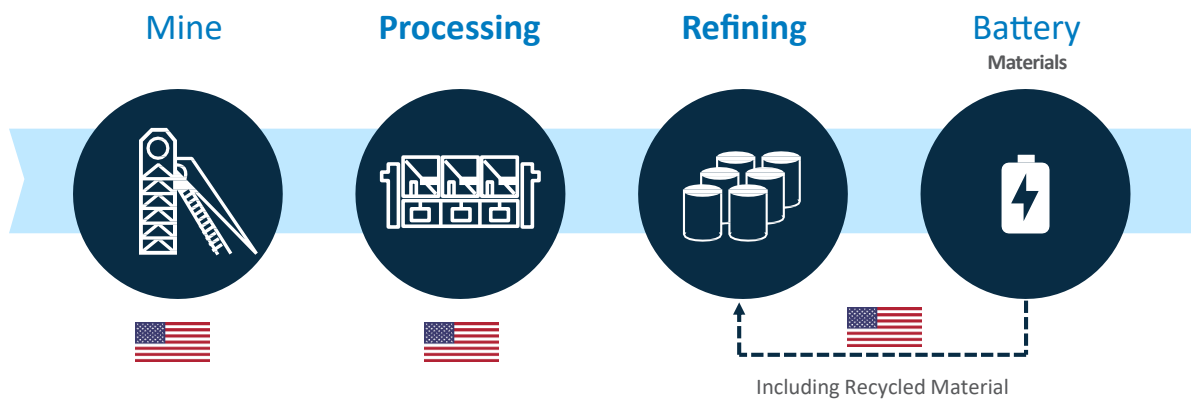 Mine
Processing
Refining
Battery
Materials
Including Recycled Material